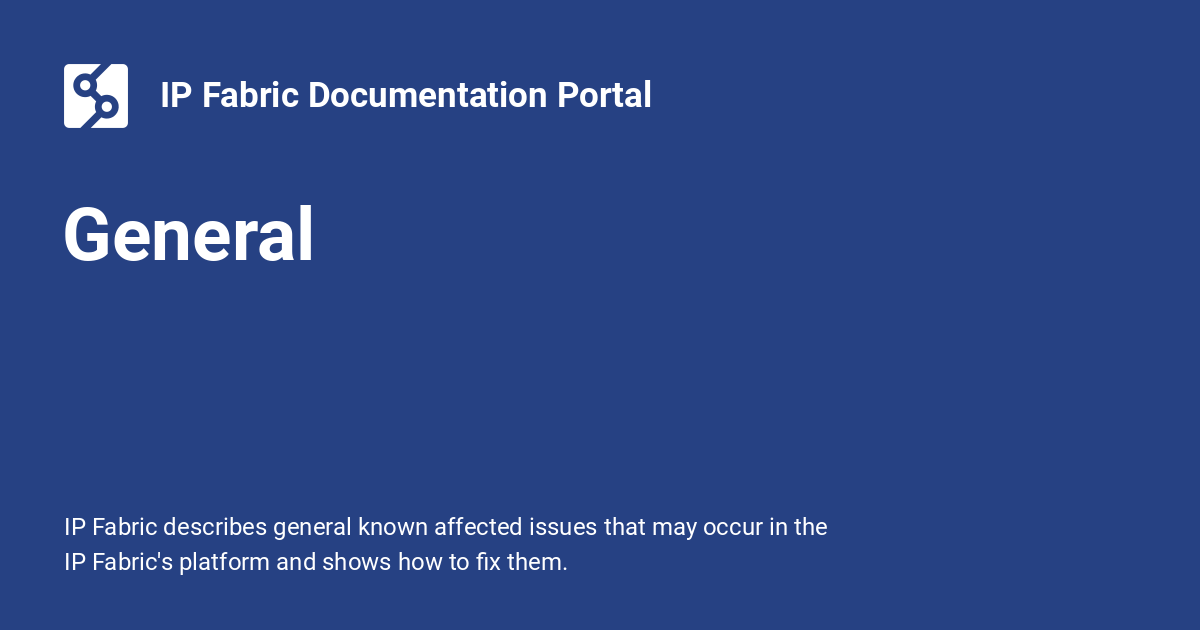 IP Fabric Documentation Portal
General
IP Fabric describes general known affected issues that may occur in the
IP Fabric's platform and shows how to fix them.